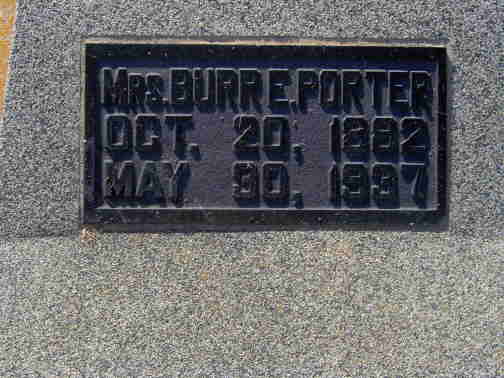 MRS. BURR E. PORTER
OCT. 20, 1882
MAY 30, 1937